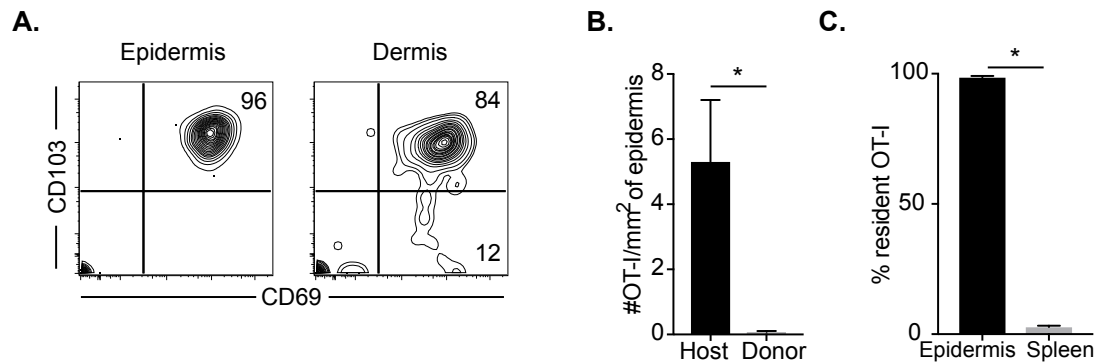 A.
Epidermis
Dermis
96
84
12
CD103
CD69
B.
*
8
6
4
2
0
#OT-I/mm² of epidermis
Host Donor
C.
*
100
50
0
% resident OT-I
Epidermis Spleen